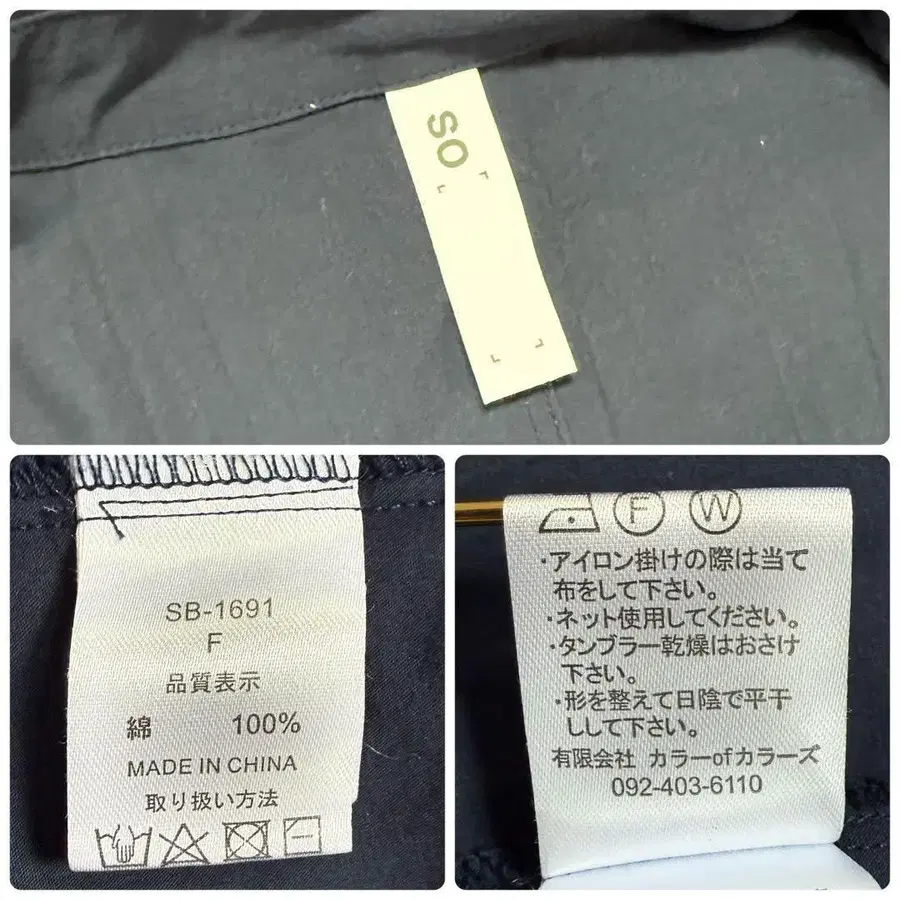 SO
SB-1691
F
品質表示
綿 100%
MADE IN CHINA
取り扱い方法
F W
・アイロン掛けの際は当て
布をして下さい。
・ネット使用してください。
・タンブラー乾燥はおさけ
下さい。
・形を整えて日陰で平干
ししして下さい。
有限会社 カラーofカラーズ
092-403-6110